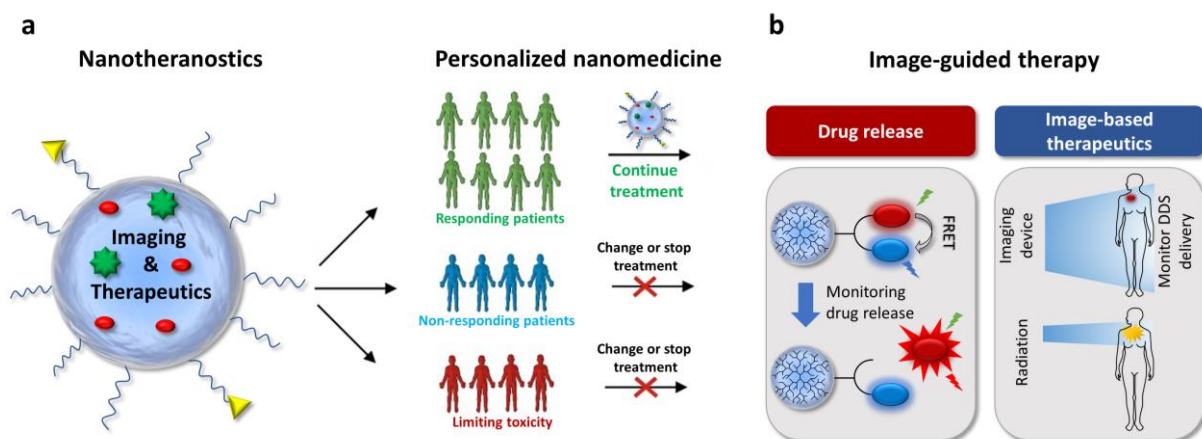 a
Nanotheranostics
Imaging
&
Therapeutics
Personalized nanomedicine
Responding patients
Continue
treatment
Non-responding patients
Change or stop
treatment
Limiting toxicity
Change or stop
treatment
b
Image-guided therapy
Drug release
FRET
Monitoring
drug release
Image-based
therapeutics
Imaging
device
Monitor DDS
delivery
Radiation